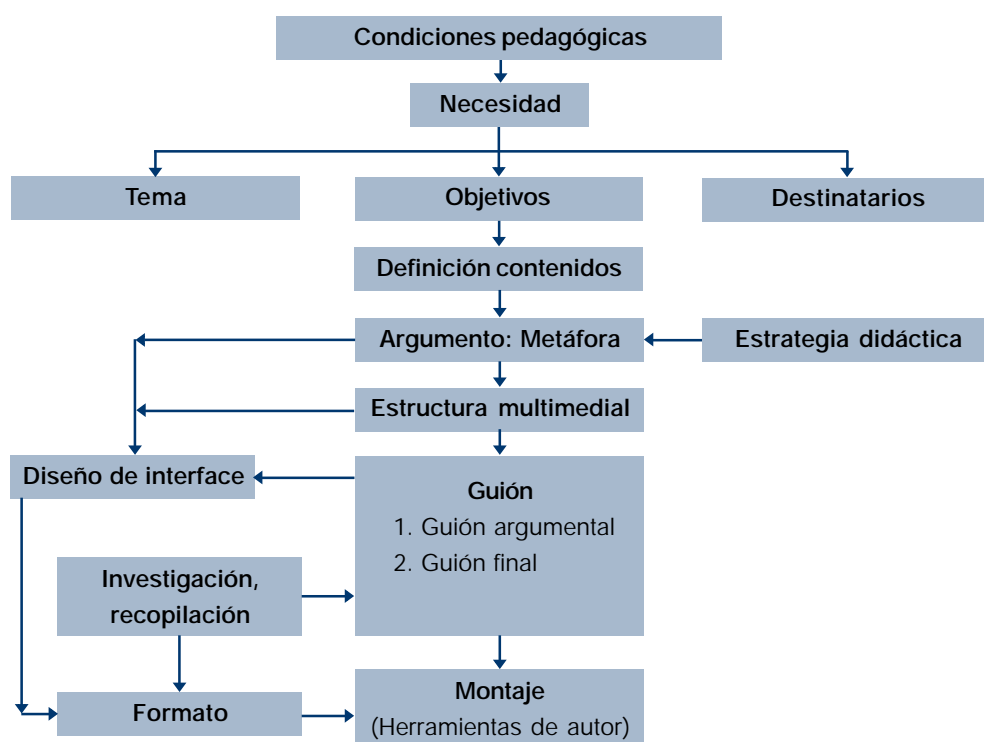 Condiciones pedagógicas
Necesidad
Tema
Objetivos
Destinatarios
Definición contenidos
Argumento: Metáfora
Estrategia didáctica
Estructura multimedial
Diseño de interface
Guión
1. Guión argumental
2. Guión final
Investigación,
recopilación
Formato
Montaje
(Herramientas de autor)